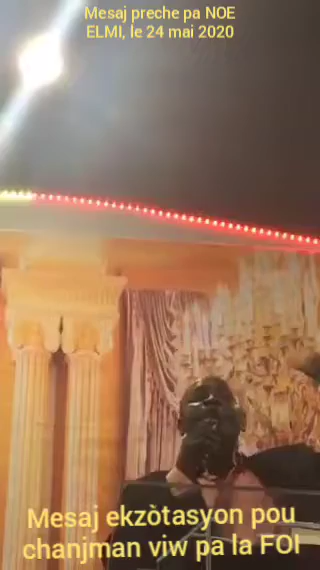 Mesaj preche pa NOE
ELMI, le 24 mai 2020
Mesaj ekzòtasyon pou
chanjman viw pa la FOI